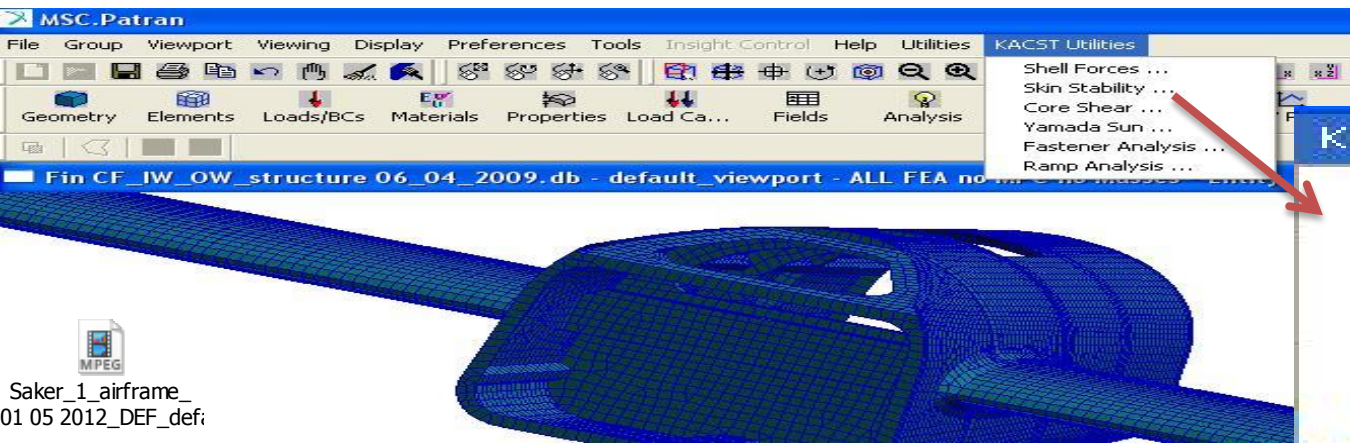 MSC.Patran
File Group Viewport Viewing Display Preferences Tools Insight Control Help Utilities KACST Utilities
Shell Forces ...
Skin Stability ...
Core Shear ...
Yamada Sun ...
Fastener Analysis ...
Ramp Analysis ...
Geometry Elements Loads/BCs Materials Properties Load Ca... Fields Analysis
K
Fin CF_IW_OW_structure 06_04_2009.db - default_viewport - ALL FEA no
MPEG
Saker_1_airframe_
01 05 2012_DEF_defa